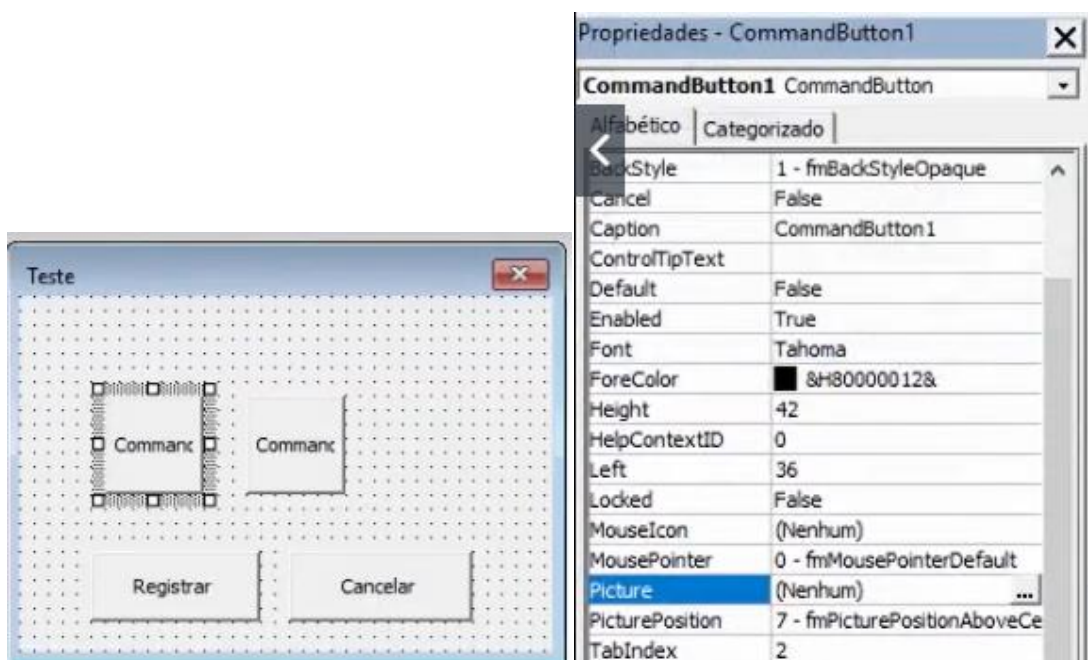 Teste
Commanc
Commanc
Registrar
Cancelar
Propriedades - CommandButton1
CommandButton1 CommandButton
Alfabético
Categorizado
BackStyle 1 - fmBackStyleOpaque
Cancel False
Caption CommandButton1
ControlTipText
Default False
Enabled True
Font Tahoma
ForeColor &H80000012&
Height 42
HelpContextID 0
Left 36
Locked False
MouseIcon (Nenhum)
MousePointer 0 - fmMousePointerDefault
Picture (Nenhum) ...
PicturePosition 7 - fmPicturePositionAboveCe
TabIndex 2